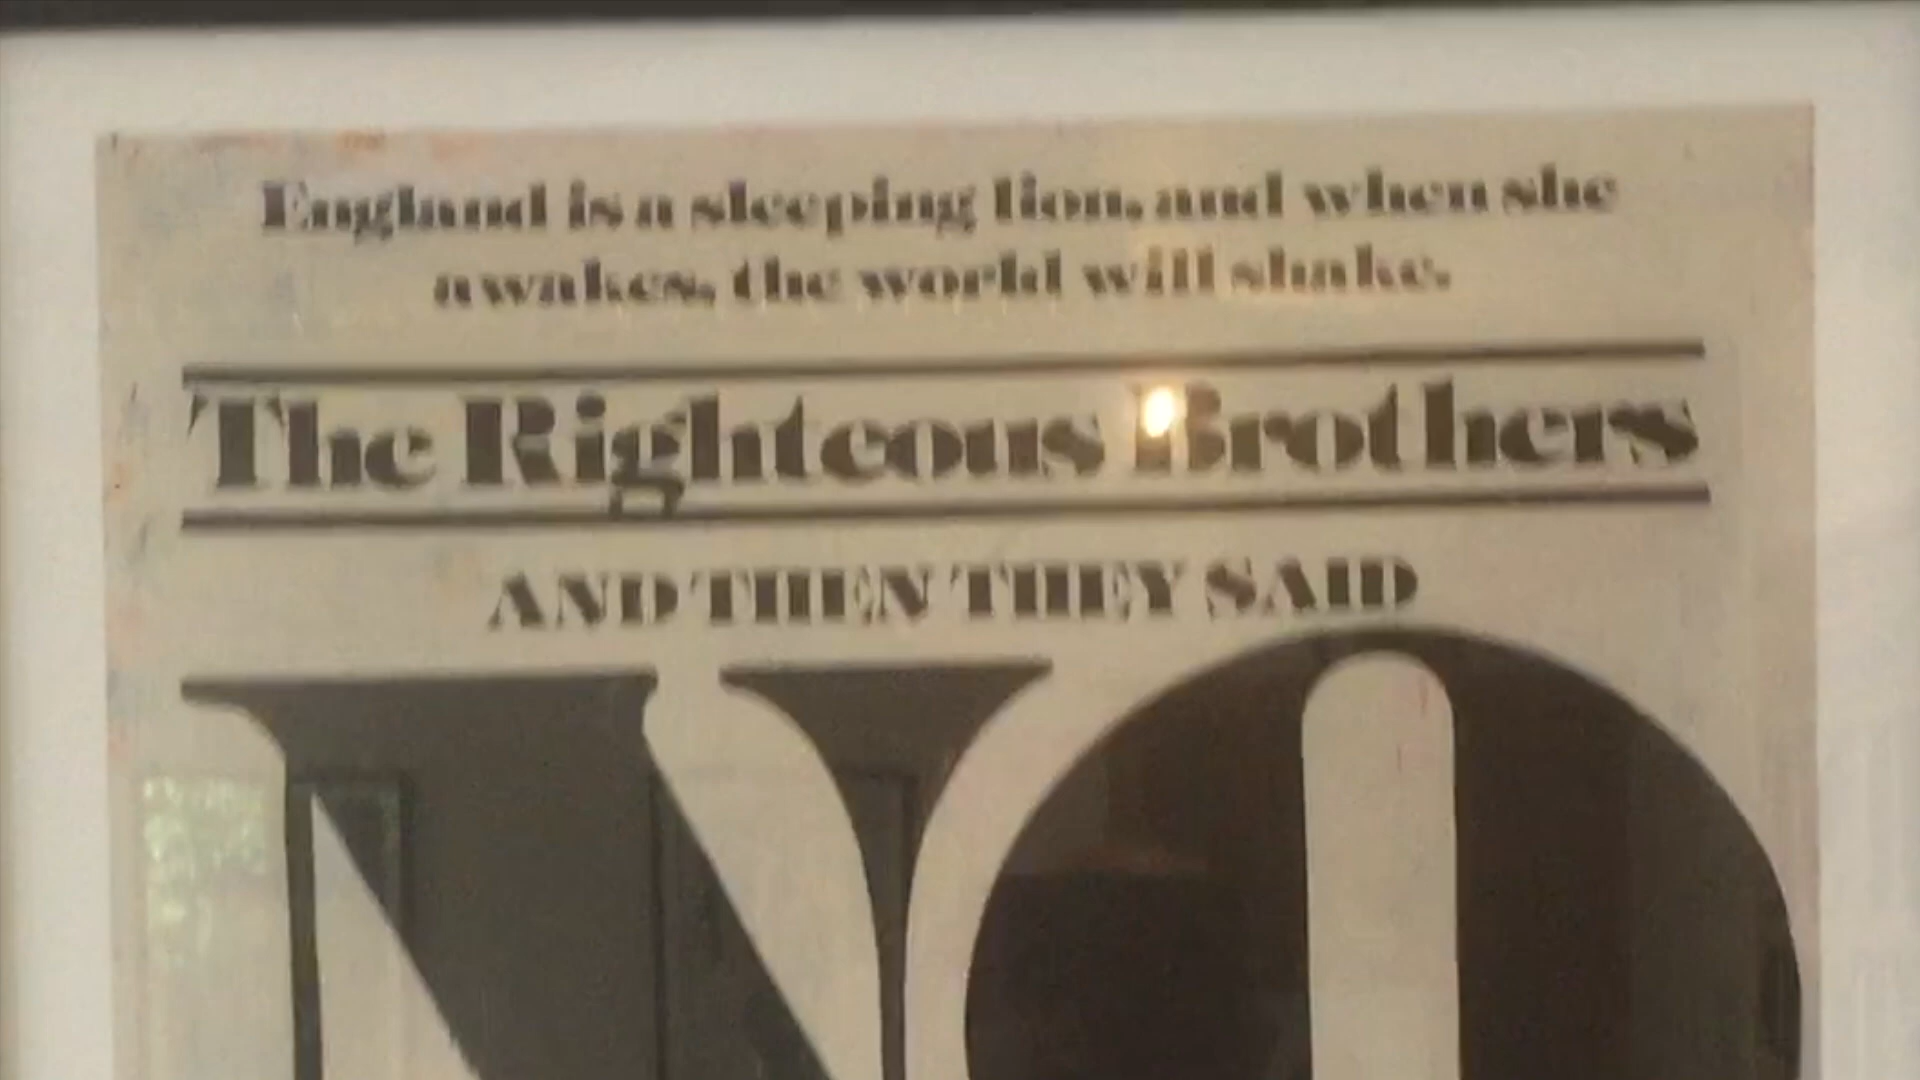 England is a sleeping lion, and when she
awakes, the world will shake.
The Righteous Brothers
AND THEN THEY SAID
NO